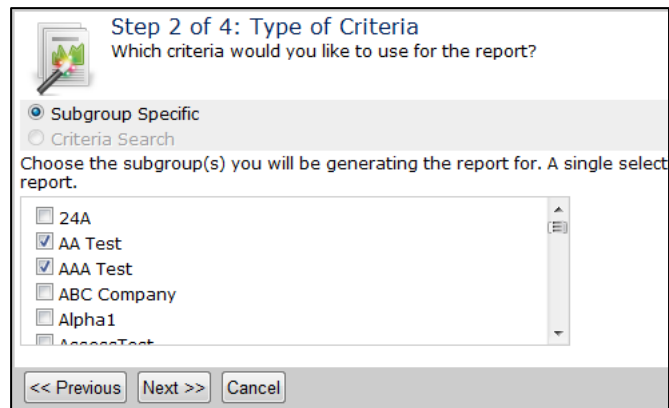 Step 2 of 4: Type of Criteria
Which criteria would you like to use for the report?
Subgroup Specific
Criteria Search
Choose the subgroup(s) you will be generating the report for. A single select
report.
24A
AA Test
AAA Test
ABC Company
Alpha1
AssessTest
<< Previous Next >> Cancel